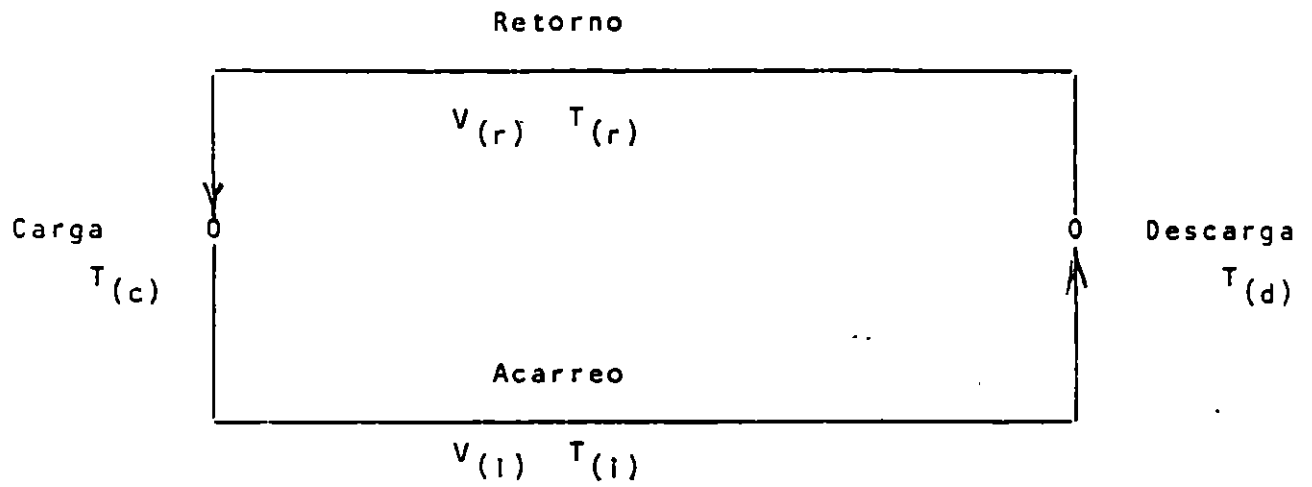 Retorno
V(r) T(r)
Carga O O Descarga
T(c) T(d)
Acarreo
V(i) T(i)